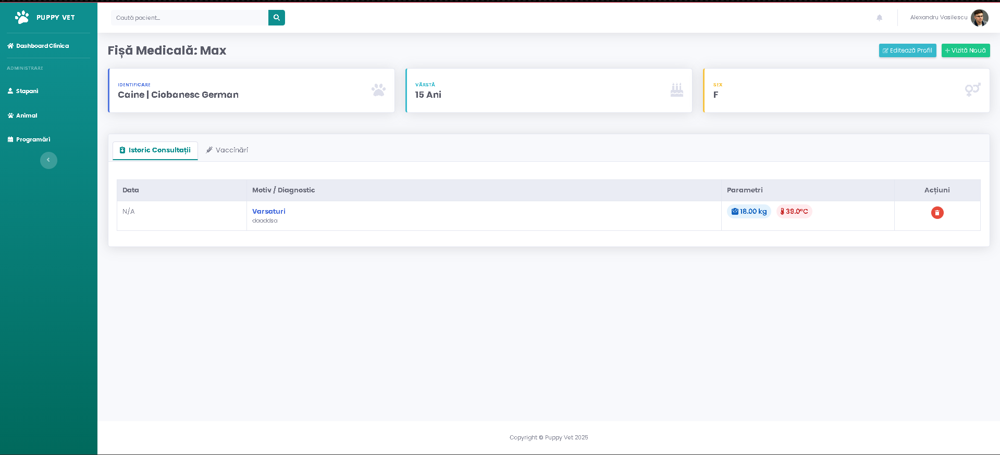 PUPPY VET
Caută pacient...
Alexandru Vasilescu
Dashboard Clinica
ADMINISTRARE
Stapani
Animal
Programări
Fișă Medicală: Max
Editează Profil
Vizită Nouă
IDENTIFICARE
Caine | Ciobanesc German
VÂRSTĂ
15 Ani
SEX
F
Istoric Consultații
Vaccinări
Data Motiv / Diagnostic Parametri Acțiuni
N/A Varsaturi 18.00 kg 39.0°C
daaddsa
Copyright © Puppy Vet 2025